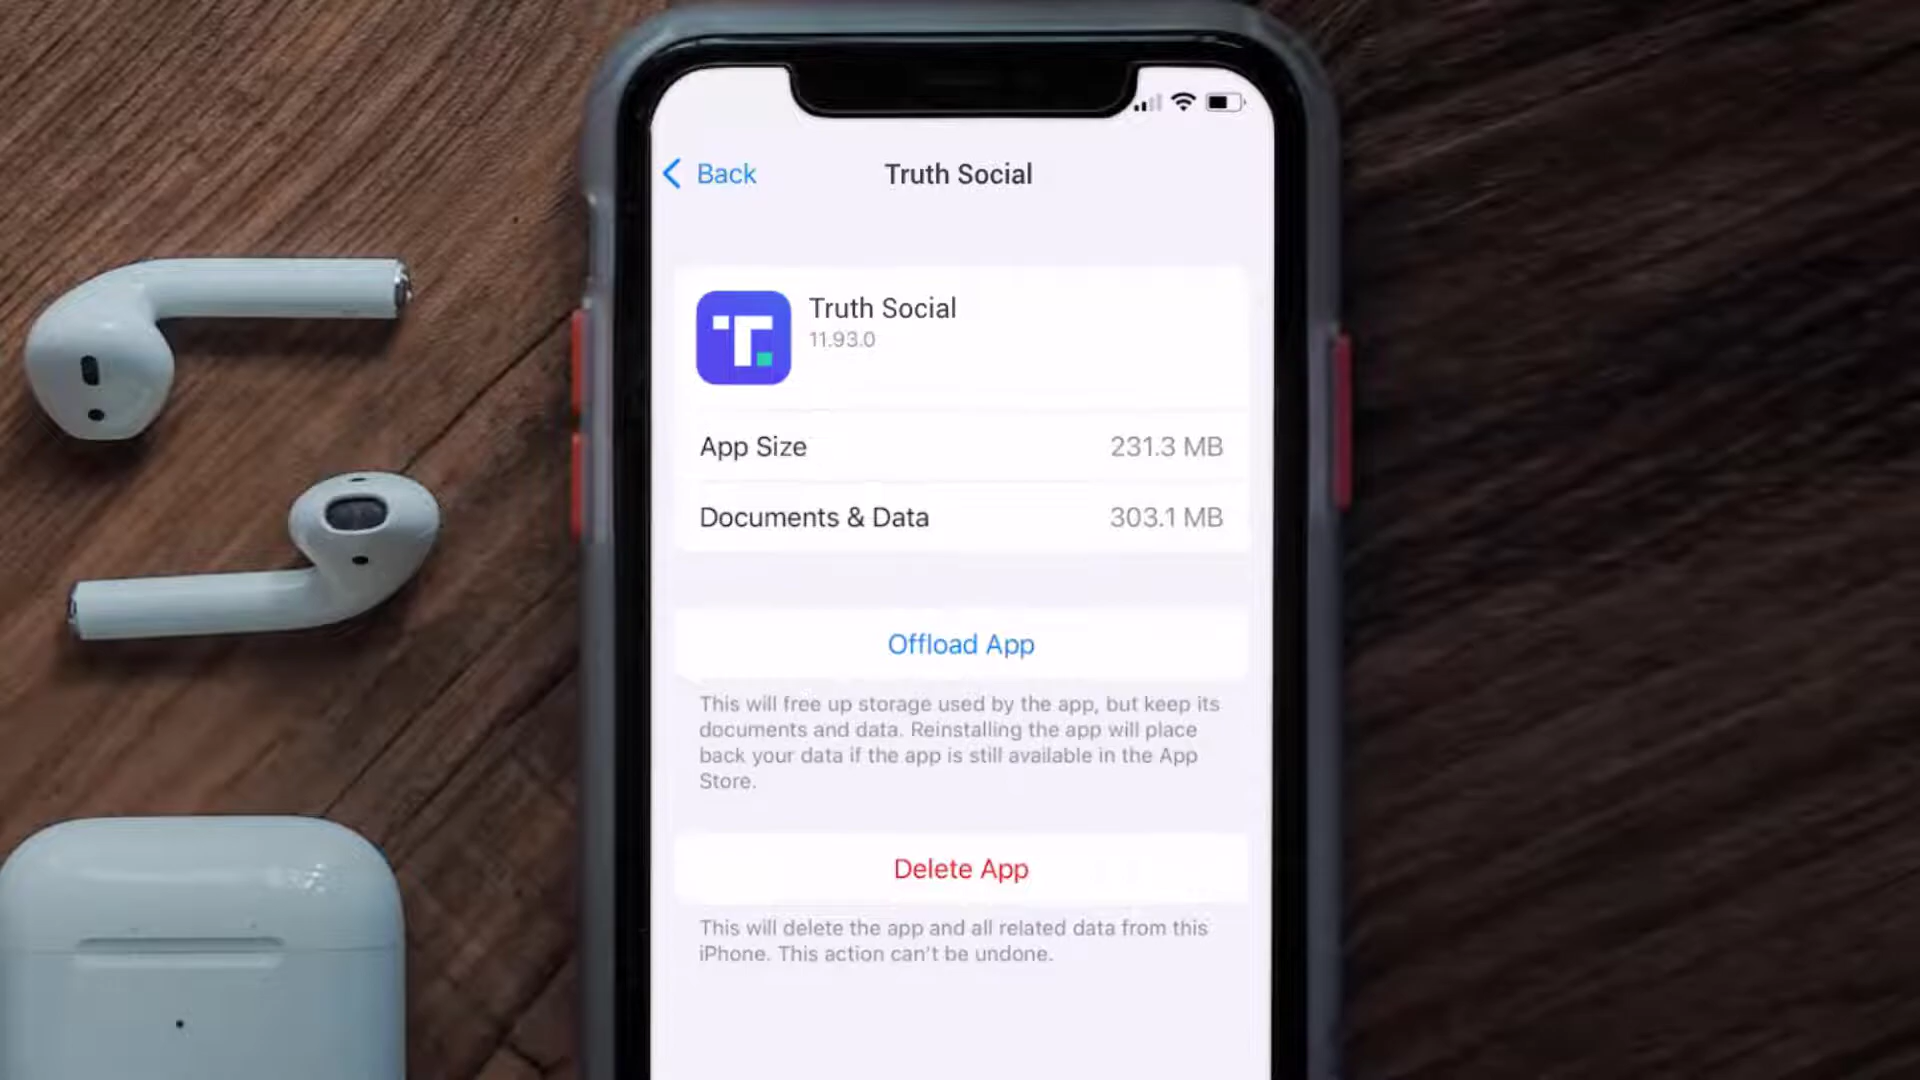 Back
Truth Social
T.
Truth Social
11.93.0
App Size
231.3 MB
Documents & Data
303.1 MB
Offload App
This will free up storage used by the app, but keep its
documents and data. Reinstalling the app will place
back your data if the app is still available in the App
Store.
Delete App
This will delete the app and all related data from this
iPhone. This action can't be undone.